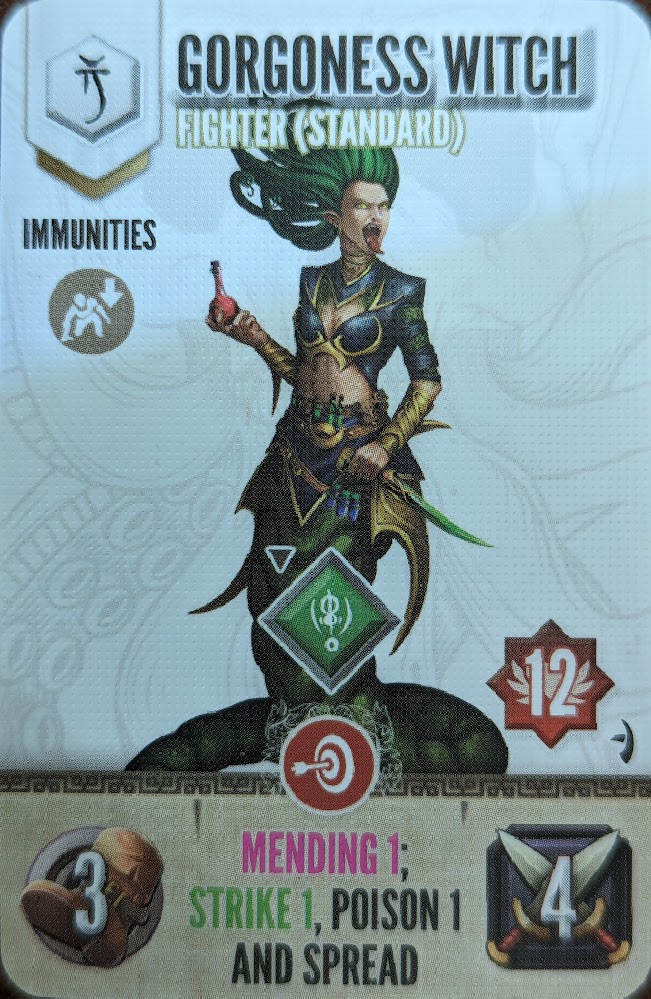 GORGONESS WITCH
FIGHTER (STANDARD)
IMMUNITIES
12
3
MENDING 1;
STRIKE 1, POISON 1
AND SPREAD
4